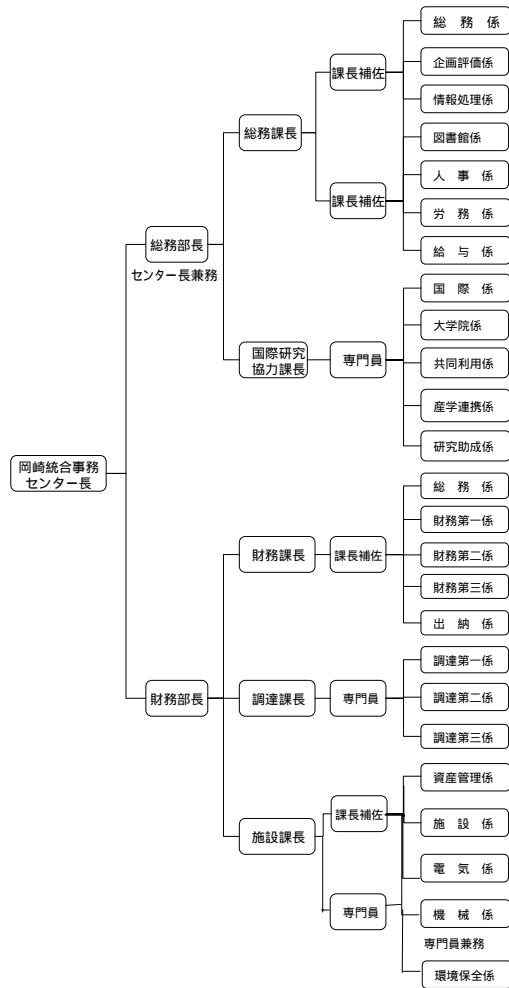 岡崎統合事務
センター長
総務部長
センター長兼務
総務課長
課長補佐
総　務　係
企画評価係
情報処理係
図書館係
課長補佐
人　事　係
労　務　係
給　与　係
国際研究
協力課長
専門員
国　際　係
大学院係
共同利用係
産学連携係
研究助成係
財務部長
財務課長
課長補佐
総　務　係
財務第一係
財務第二係
財務第三係
出　納　係
調達課長
専門員
調達第一係
調達第二係
調達第三係
施設課長
課長補佐
専門員
資産管理係
施　設　係
電　気　係
機　械　係
専門員兼務
環境保全係